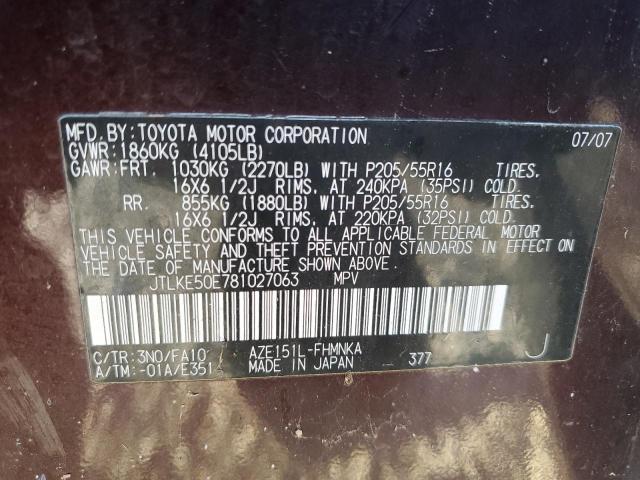 MFD.BY:TOYOTA MOTOR CORPORATION 07/07
GVWR:1860KG (4105LB)
GAWR:FRT. 1030KG (2270LB) WITH P205/55R16 TIRES.
16X6 1/2J RIMS, AT 240KPA (35PSI) COLD.
RR. 855KG (1880LB) WITH P205/55R16 TIRES.
16X6 1/2J RIMS, AT 220KPA (32PSI) COLD.
THIS VEHICLE CONFORMS TO ALL APPLICABLE FEDERAL MOTOR
VEHICLE SAFETY AND THEFT PREVENTION STANDARDS IN EFFECT ON
THE DATE OF MANUFACTURE SHOWN ABOVE.
JTLKE50E781027063 MPV
C/TR:3N0/FA10 AZE151L-FHMNKA 377 J
A/TM:-01A/E351 MADE IN JAPAN